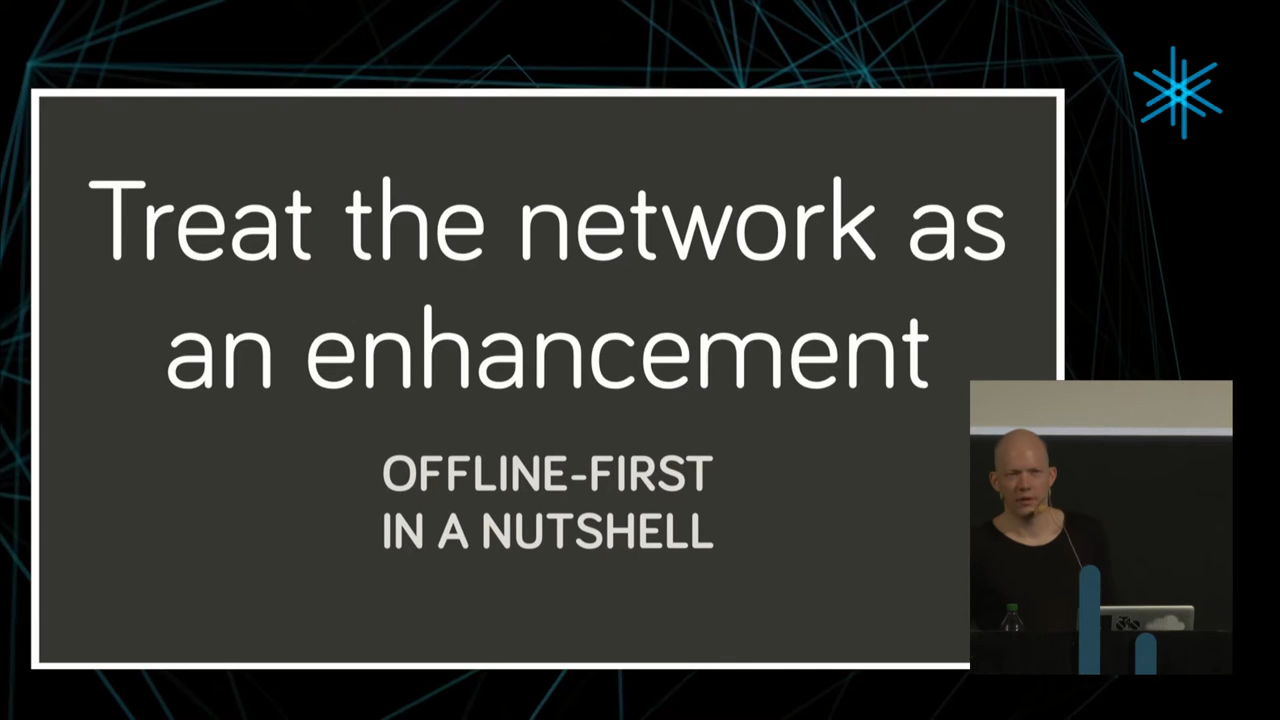 Treat the network as
an enhancement
OFFLINE-FIRST
IN A NUTSHELL